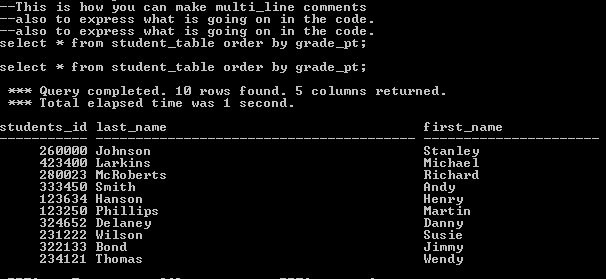 --This is how you can make multi_line comments
--also to express what is going on in the code.
--also to express what is going on in the code.
select * from student_table order by grade_pt;
select * from student_table order by grade_pt;
*** Query completed. 10 rows found. 5 columns returned.
*** Total elapsed time was 1 second.
students_id last_name first_name
----------- ---------------------------------------- ----------------------
260000 Johnson Stanley
423400 Larkins Michael
280023 McRoberts Richard
333450 Smith Andy
123634 Hanson Henry
123250 Phillips Martin
324652 Delaney Danny
231222 Wilson Susie
322133 Bond Jimmy
234121 Thomas Wendy